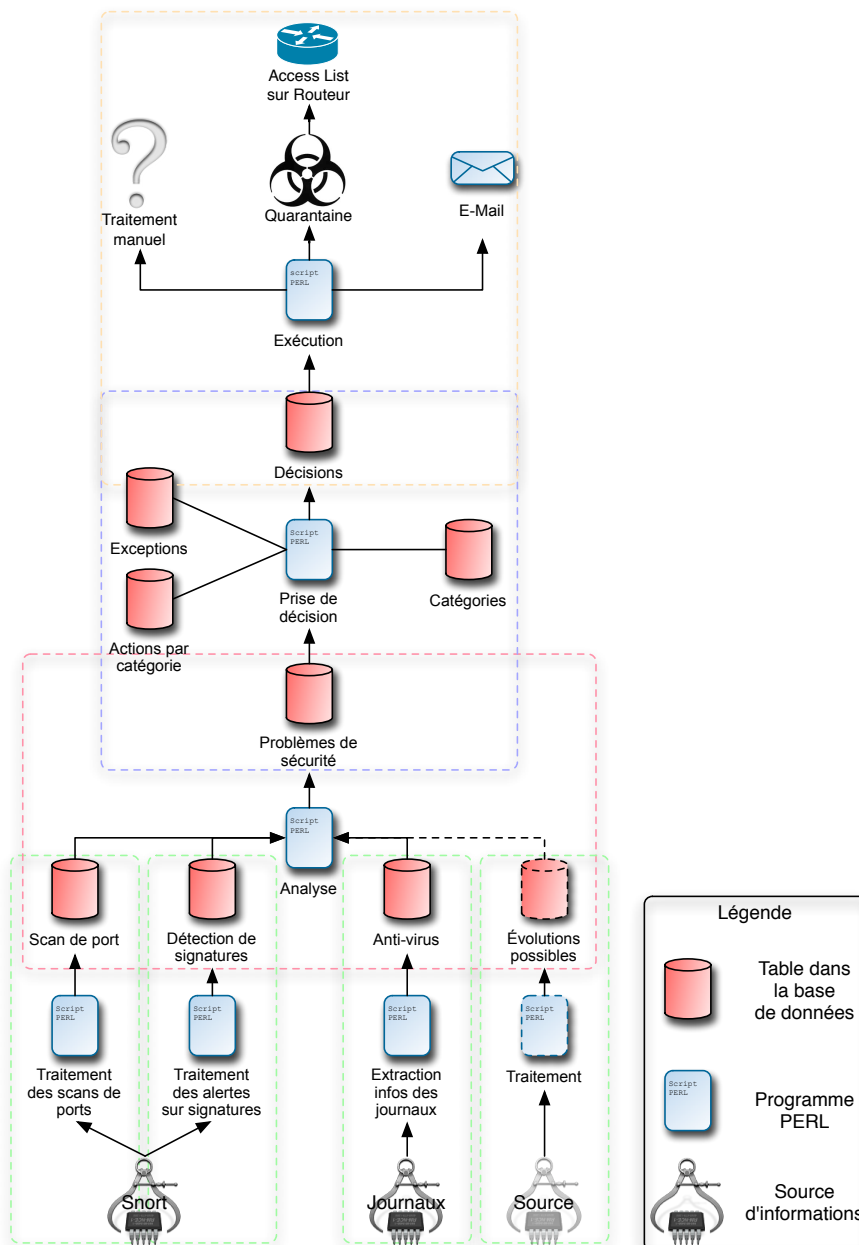 Access List
sur Routeur
Traitement
manuel
Quarantaine
E-Mail
script
PERL
Exécution
Décisions
Exceptions
Script
PERL
Prise de
décision
Catégories
Actions par
catégorie
Problèmes de
sécurité
Script
PERL
Analyse
Scan de port
Détection de
signatures
Anti-virus
Évolutions
possibles
Script
PERL
Traitement
des scans de
ports
Script
PERL
Traitement
des alertes
sur signatures
Script
PERL
Extraction
infos des
journaux
Script
PERL
Traitement
Snort
Journaux
Source
Légende
Table dans
la base
de données
Script
PERL
Programme
PERL
Source
d'informations